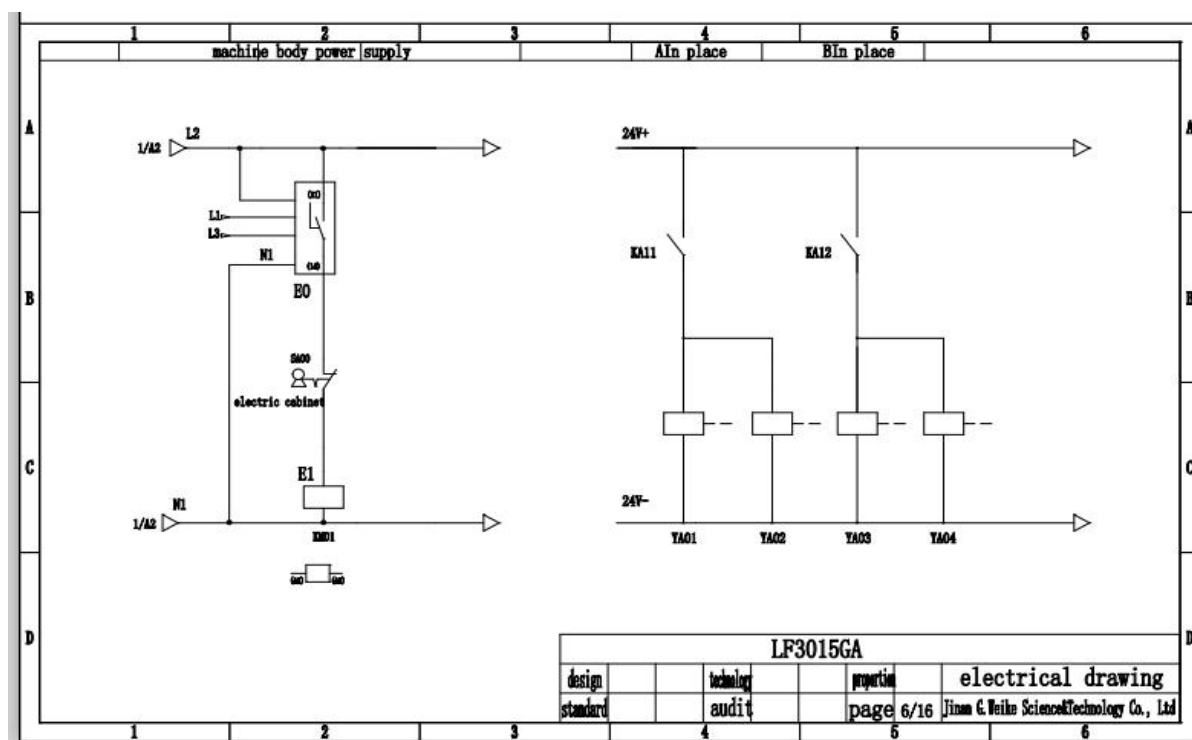 1 2 3 4 5 6
machine body power supply AIn place BIn place
A A
L2
1/A2
24V+
L1
L3
N1
E0
KA11 KA12
B B
SA00
electric cabinet
E1
C C
N1
1/A2
24V-
KM01
YA01 YA02 YA03 YA04
D D
LF3015GA
design technology proportion electrical drawing
standard audit page 6/16 Jinan G.Weike Science&Technology Co., Ltd
1 2 3 4 5 6